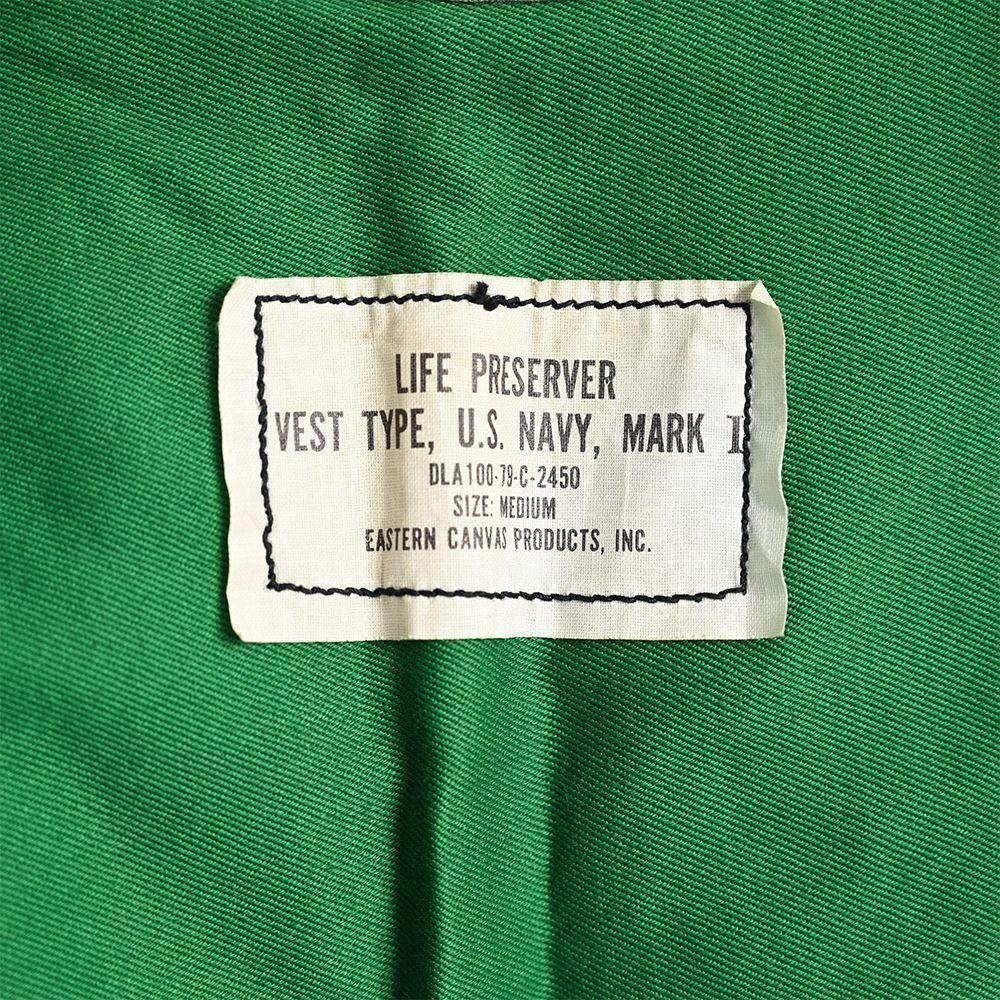 LIFE PRESERVER
VEST TYPE, U.S. NAVY, MARK I
DLA100-79-C-2450
SIZE: MEDIUM
EASTERN CANVAS PRODUCTS, INC.